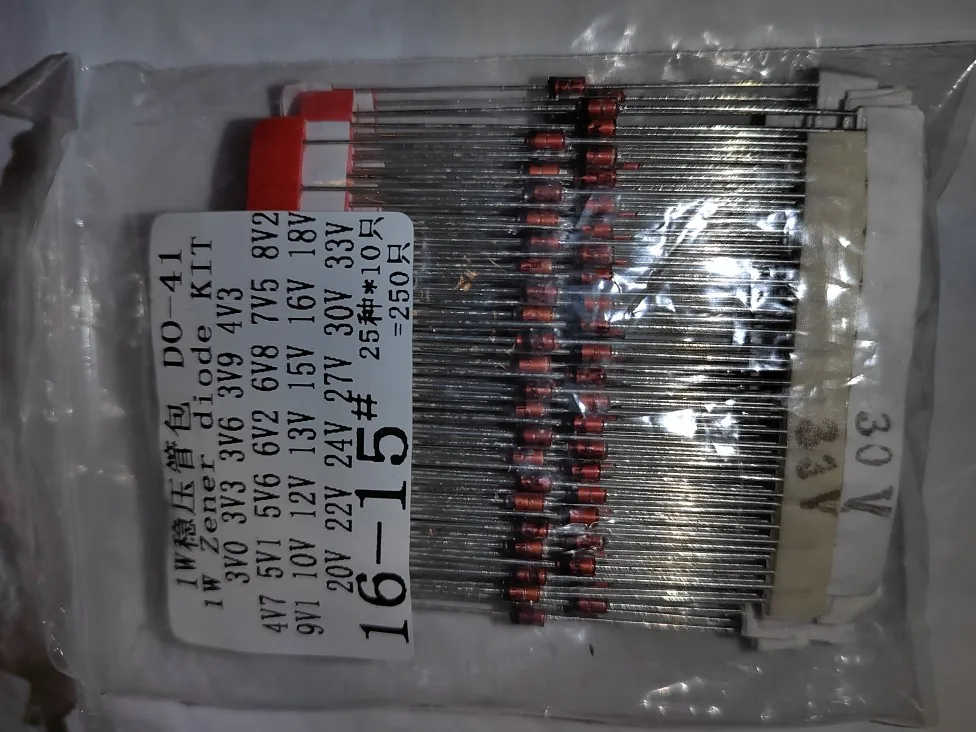 1W稳压管包 DO-41
1W Zener diode KIT
3V0 3V3 3V6 3V9 4V3
4V7 5V1 5V6 6V2 6V8 7V5 8V2
9V1 10V 12V 13V 15V 16V 18V
20V 22V 24V 27V 30V 33V
16-15# 25种*10只
=250只
33V
30V